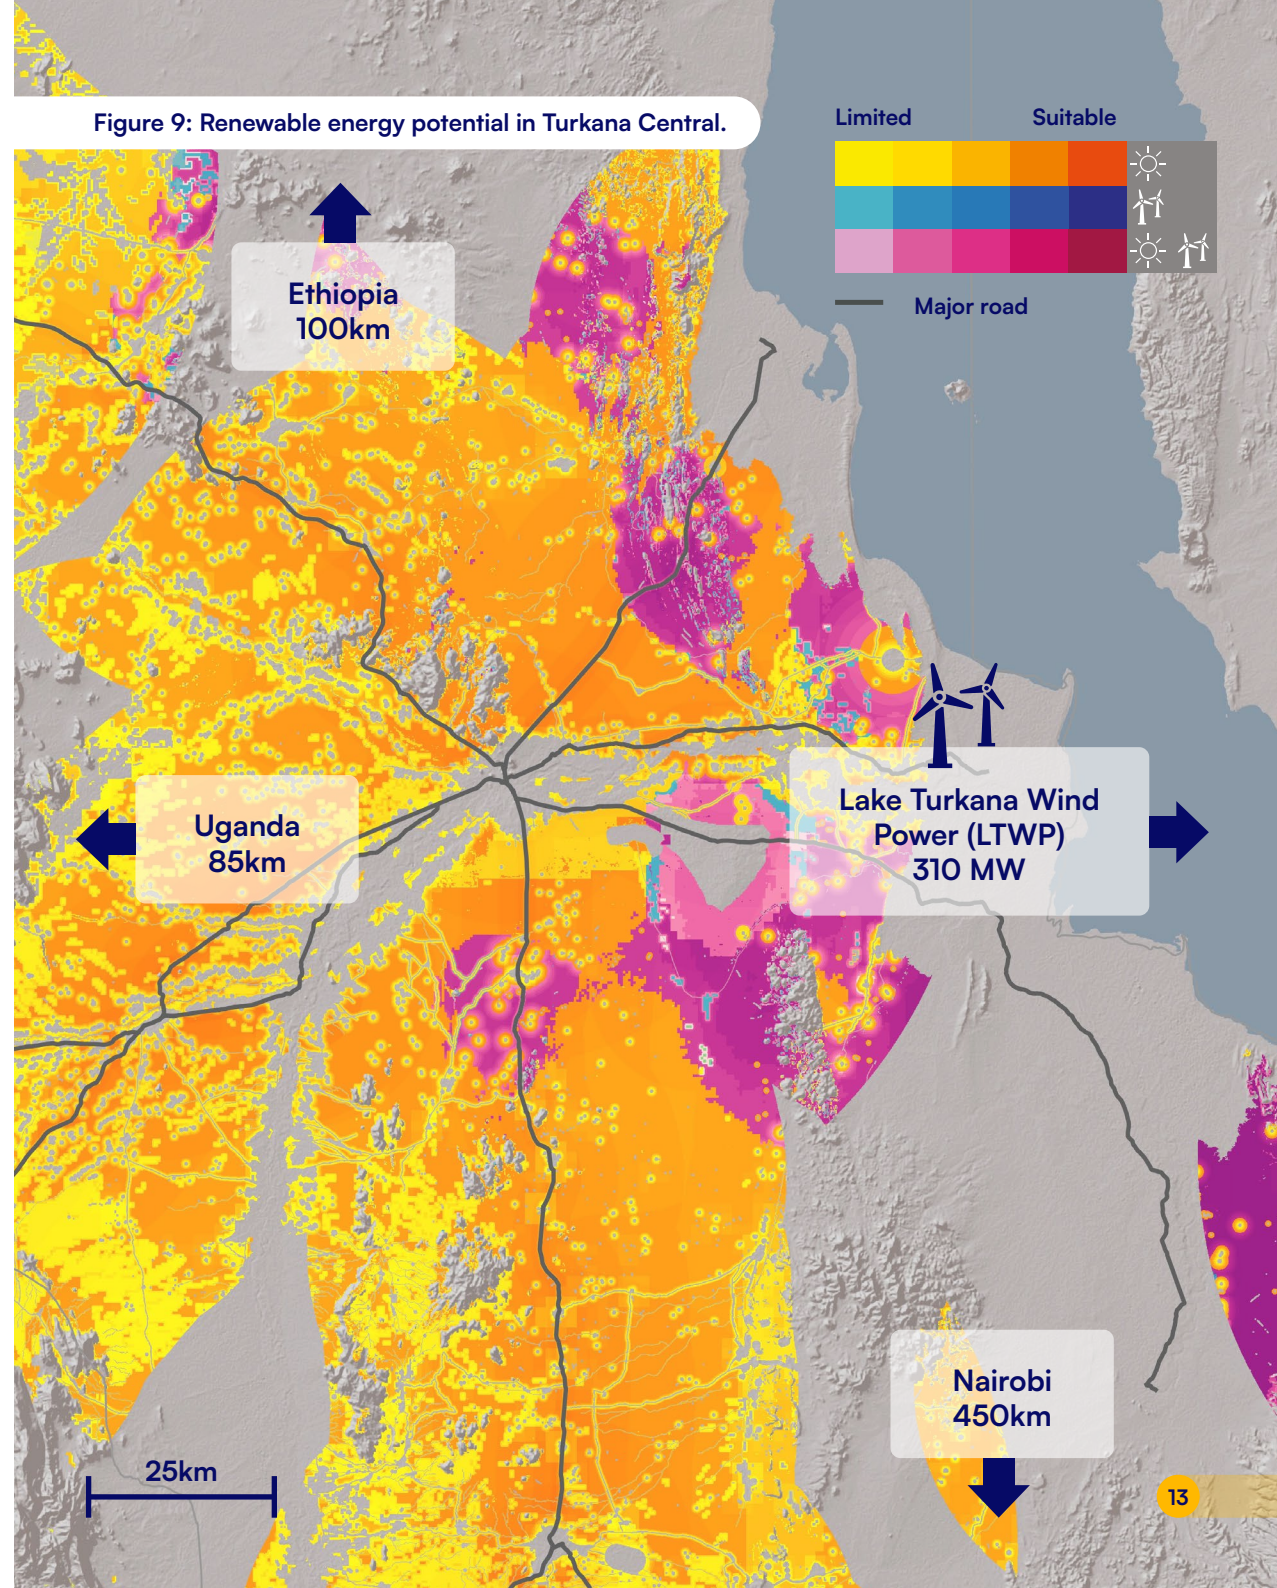 Figure 9: Renewable energy potential in Turkana Central.
Limited
Suitable
Major road
Ethiopia
100km
Lake Turkana Wind
Power (LTWP)
310 MW
Uganda
85km
Nairobi
450km
25km
13